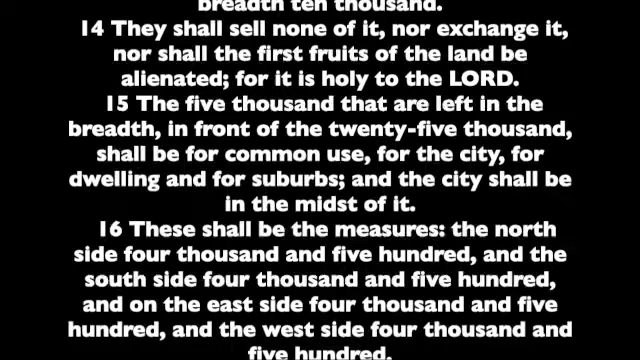 breadth ten thousand.
14 They shall sell none of it, nor exchange it,
nor shall the first fruits of the land be
alienated; for it is holy to the LORD.
15 The five thousand that are left in the
breadth, in front of the twenty-five thousand,
shall be for common use, for the city, for
dwelling and for suburbs; and the city shall be
in the midst of it.
16 These shall be the measures: the north
side four thousand and five hundred, and the
south side four thousand and five hundred,
and on the east side four thousand and five
hundred, and the west side four thousand and
five hundred.